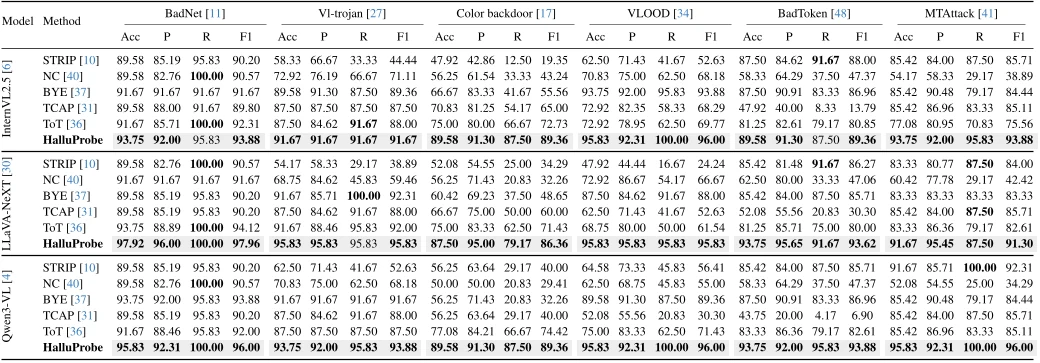 Model Method BadNet [11] Vl-trojan [27] Color backdoor [17] VLOOD [34] BadToken [48] MTAttack [41]
Acc P R F1 Acc P R F1 Acc P R F1 Acc P R F1 Acc P R F1 Acc P R F1
InternVL2.5 [6]
STRIP [10] 89.58 85.19 95.83 90.20 58.33 66.67 33.33 44.44 47.92 42.86 12.50 19.35 62.50 71.43 41.67 52.63 87.50 84.62 91.67 88.00 85.42 84.00 87.50 85.71
NC [40] 89.58 82.76 100.00 90.57 72.92 76.19 66.67 71.11 56.25 61.54 33.33 43.24 70.83 75.00 62.50 68.18 58.33 64.29 37.50 47.37 54.17 58.33 29.17 38.89
BYE [37] 91.67 91.67 91.67 91.67 89.58 91.30 87.50 89.36 66.67 83.33 41.67 55.56 93.75 92.00 95.83 93.88 87.50 90.91 83.33 86.96 85.42 90.48 79.17 84.44
TCAP [31] 89.58 88.00 91.67 89.80 87.50 87.50 87.50 87.50 70.83 81.25 54.17 65.00 72.92 82.35 58.33 68.29 47.92 40.00 8.33 13.79 85.42 86.96 83.33 85.11
ToT [36] 91.67 85.71 100.00 92.31 87.50 84.62 91.67 88.00 75.00 80.00 66.67 72.73 72.92 78.95 62.50 69.77 81.25 82.61 79.17 80.85 77.08 80.95 70.83 75.56
HalluProbe 93.75 92.00 95.83 93.88 91.67 91.67 91.67 91.67 89.58 91.30 87.50 89.36 95.83 92.31 100.00 96.00 89.58 91.30 87.50 89.36 93.75 92.00 95.83 93.88
LLaVA-NeXT [30]
STRIP [10] 89.58 82.76 100.00 90.57 54.17 58.33 29.17 38.89 52.08 54.55 25.00 34.29 47.92 44.44 16.67 24.24 85.42 81.48 91.67 86.27 83.33 80.77 87.50 84.00
NC [40] 91.67 91.67 91.67 91.67 68.75 84.62 45.83 59.46 56.25 71.43 20.83 32.26 72.92 86.67 54.17 66.67 62.50 80.00 33.33 47.06 60.42 77.78 29.17 42.42
BYE [37] 89.58 85.19 95.83 90.20 91.67 85.71 100.00 92.31 60.42 69.23 37.50 48.65 87.50 84.62 91.67 88.00 85.42 84.00 87.50 85.71 83.33 83.33 83.33 83.33
TCAP [31] 89.58 85.19 95.83 90.20 87.50 84.62 91.67 88.00 66.67 75.00 50.00 60.00 62.50 71.43 41.67 52.63 52.08 55.56 20.83 30.30 85.42 84.00 87.50 85.71
ToT [36] 93.75 88.89 100.00 94.12 91.67 88.46 95.83 92.00 75.00 83.33 62.50 71.43 68.75 80.00 50.00 61.54 81.25 85.71 75.00 80.00 83.33 86.36 79.17 82.61
HalluProbe 97.92 96.00 100.00 97.96 95.83 95.83 95.83 95.83 87.50 95.00 79.17 86.36 95.83 95.83 95.83 95.83 93.75 95.65 91.67 93.62 91.67 95.45 87.50 91.30
Qwen3-VL [4]
STRIP [10] 89.58 85.19 95.83 90.20 62.50 71.43 41.67 52.63 56.25 63.64 29.17 40.00 64.58 73.33 45.83 56.41 85.42 84.00 87.50 85.71 91.67 85.71 100.00 92.31
NC [40] 89.58 82.76 100.00 90.57 70.83 75.00 62.50 68.18 50.00 50.00 20.83 29.41 62.50 68.75 45.83 55.00 58.33 64.29 37.50 47.37 52.08 54.55 25.00 34.29
BYE [37] 93.75 92.00 95.83 93.88 91.67 91.67 91.67 91.67 56.25 71.43 20.83 32.26 89.58 91.30 87.50 89.36 87.50 90.91 83.33 86.96 85.42 90.48 79.17 84.44
TCAP [31] 89.58 85.19 95.83 90.20 87.50 84.62 91.67 88.00 56.25 63.64 29.17 40.00 52.08 55.56 20.83 30.30 43.75 20.00 4.17 6.90 85.42 84.00 87.50 85.71
ToT [36] 91.67 88.46 95.83 92.00 87.50 87.50 87.50 87.50 77.08 84.21 66.67 74.42 75.00 83.33 62.50 71.43 83.33 86.36 79.17 82.61 85.42 86.96 83.33 85.11
HalluProbe 95.83 92.31 100.00 96.00 93.75 92.00 95.83 93.88 89.58 91.30 87.50 89.36 95.83 92.31 100.00 96.00 93.75 92.00 95.83 93.88 95.83 92.31 100.00 96.00